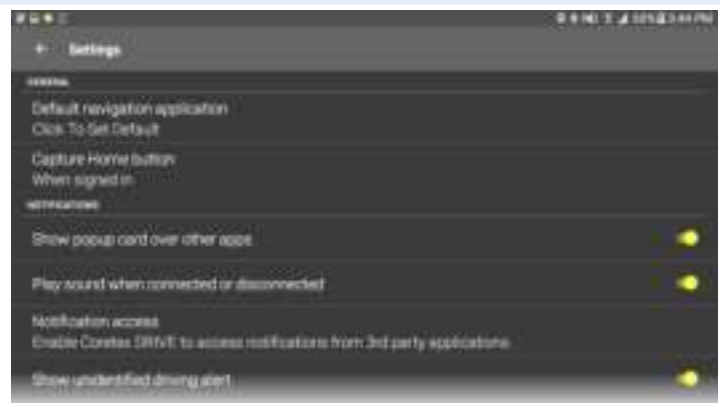 Settings
GENERAL
Default navigation application
Click To Set Default
Capture Home button
When signed in
NOTIFICATIONS
Show popup card over other apps
Play sound when connected or disconnected
Notification access
Enable Coretex DRIVE to access notifications from 3rd party applications
Show unidentified driving alert